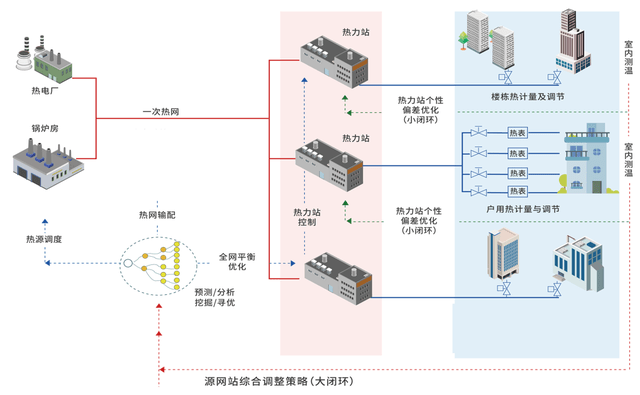 热力站
室内测温
热电厂
楼栋热计量及调节
热力站个性
偏差优化
(小闭环)
一次热网
锅炉房
热力站
热表
热表
热表
热表
室内测温
户用热计量与调节
热网输配
热力站
控制
热力站个性
偏差优化
(小闭环)
热源调度
全网平衡
优化
预测/分析
挖掘/寻优
源网站综合调整策略(大闭环)